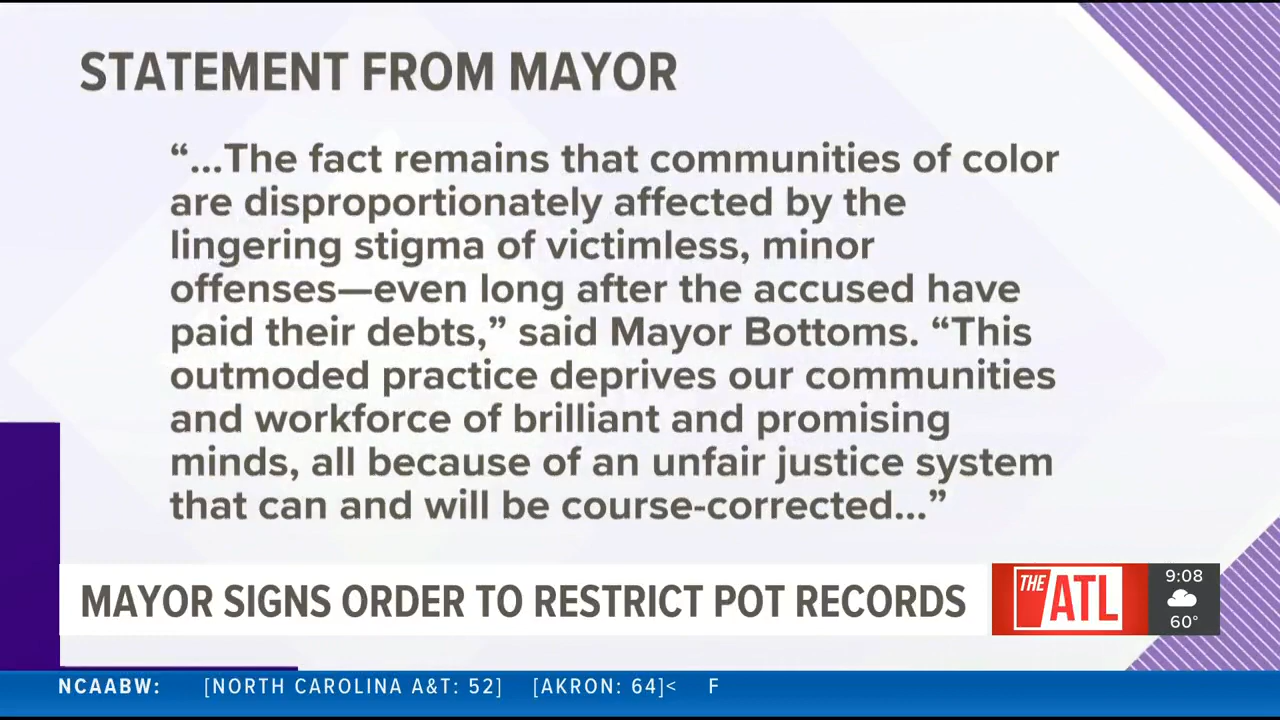 STATEMENT FROM MAYOR
“...The fact remains that communities of color
are disproportionately affected by the
lingering stigma of victimless, minor
offenses—even long after the accused have
paid their debts,” said Mayor Bottoms. “This
outmoded practice deprives our communities
and workforce of brilliant and promising
minds, all because of an unfair justice system
that can and will be course-corrected...”
MAYOR SIGNS ORDER TO RESTRICT POT RECORDS
THE ATL
9:08
60°
NCAABW: [NORTH CAROLINA A&T: 52] [AKRON: 64]< F